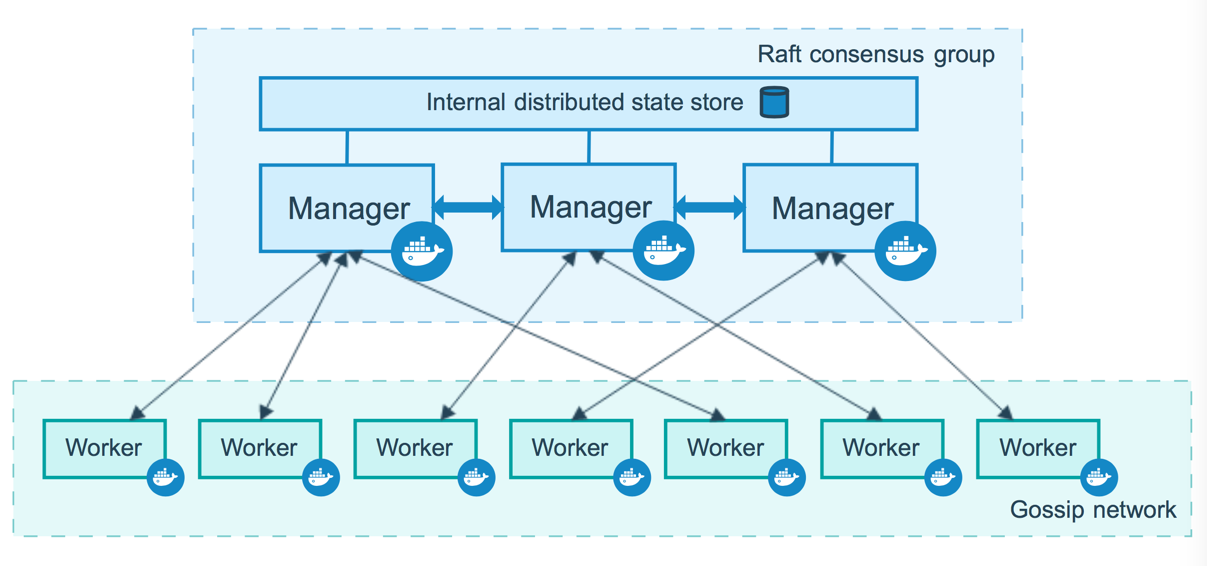 Raft consensus group
Internal distributed state store
Manager
Manager
Manager
Worker
Worker
Worker
Worker
Worker
Worker
Worker
Gossip network